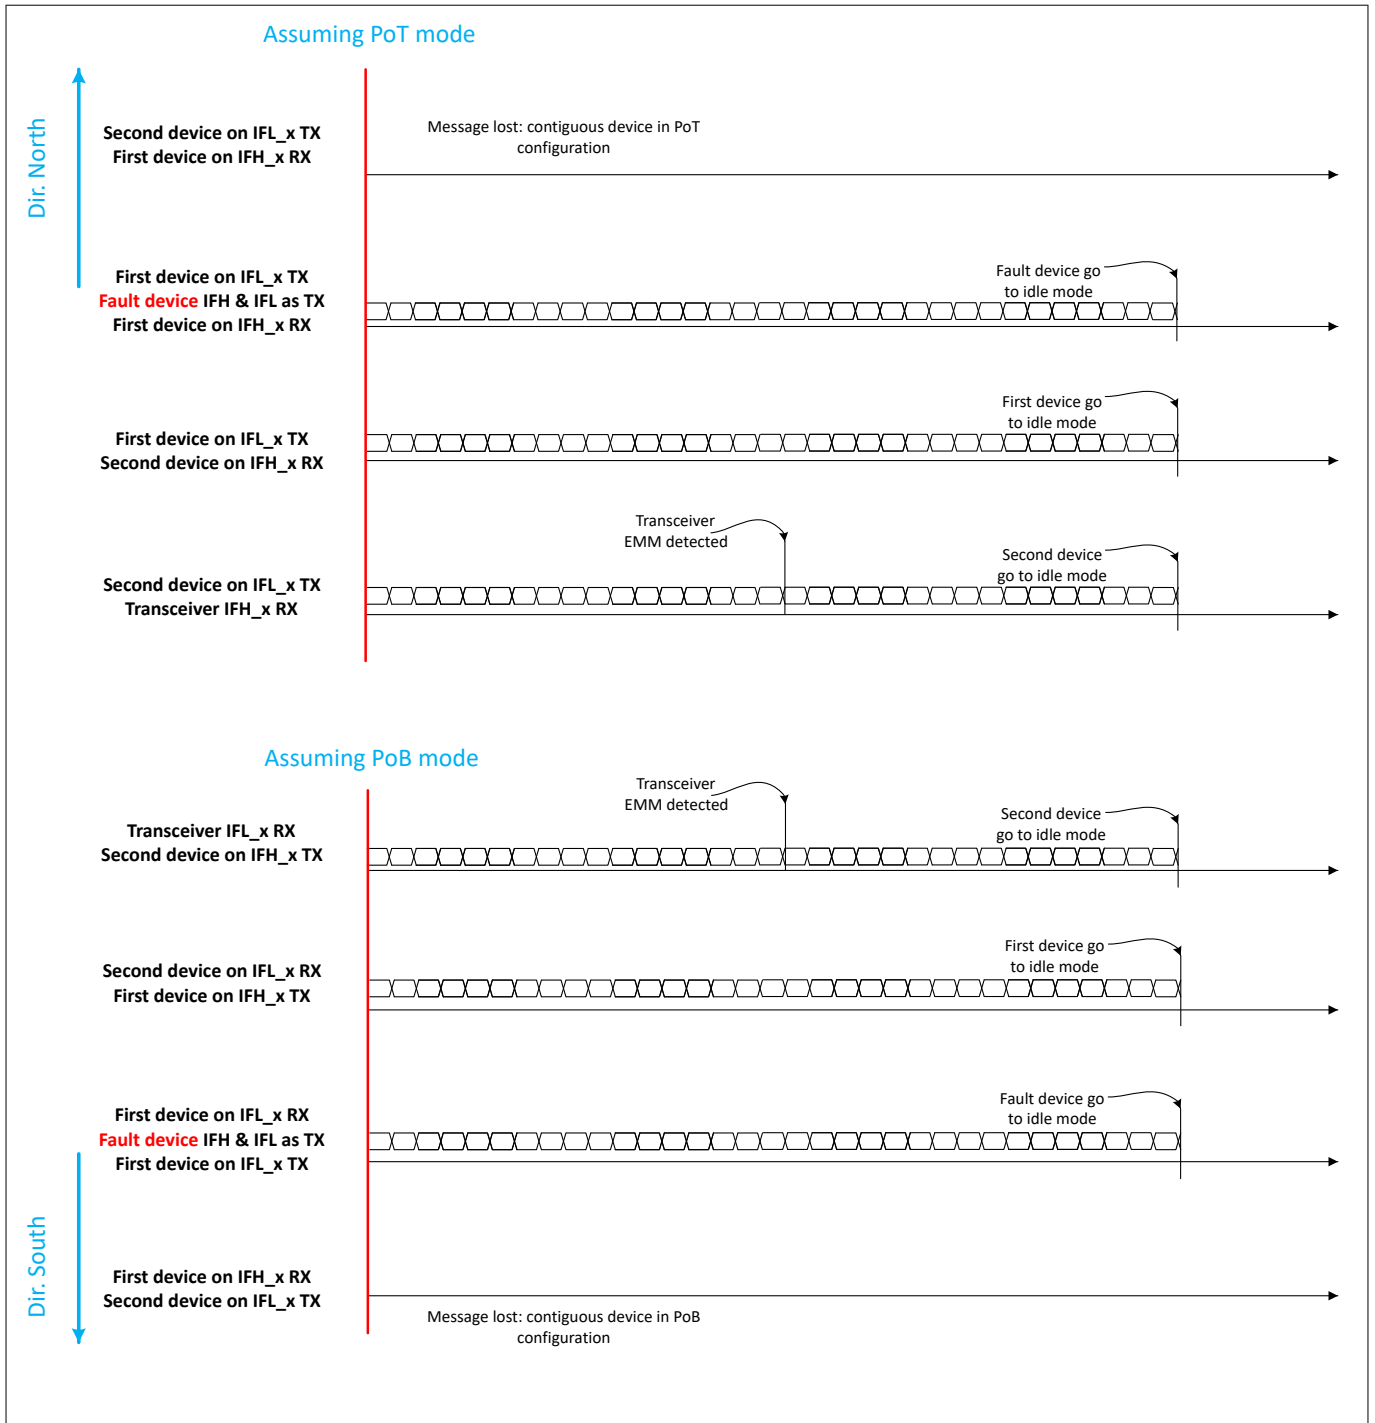 Assuming PoT mode
Dir. North
Second device on IFL_x TX
First device on IFH_x RX
Message lost: contiguous device in PoT
configuration
First device on IFL_x TX
Fault device IFH & IFL as TX
First device on IFH_x RX
Fault device go
to idle mode
First device on IFL_x TX
Second device on IFH_x RX
First device go
to idle mode
Second device on IFL_x TX
Transceiver IFH_x RX
Transceiver
EMM detected
Second device
go to idle mode
Assuming PoB mode
Transceiver IFL_x RX
Second device on IFH_x TX
Transceiver
EMM detected
Second device
go to idle mode
Second device on IFL_x RX
First device on IFH_x TX
First device go
to idle mode
First device on IFL_x RX
Fault device IFH & IFL as TX
First device on IFL_x TX
Fault device go
to idle mode
Dir. South
First device on IFH_x RX
Second device on IFL_x TX
Message lost: contiguous device in PoB
configuration